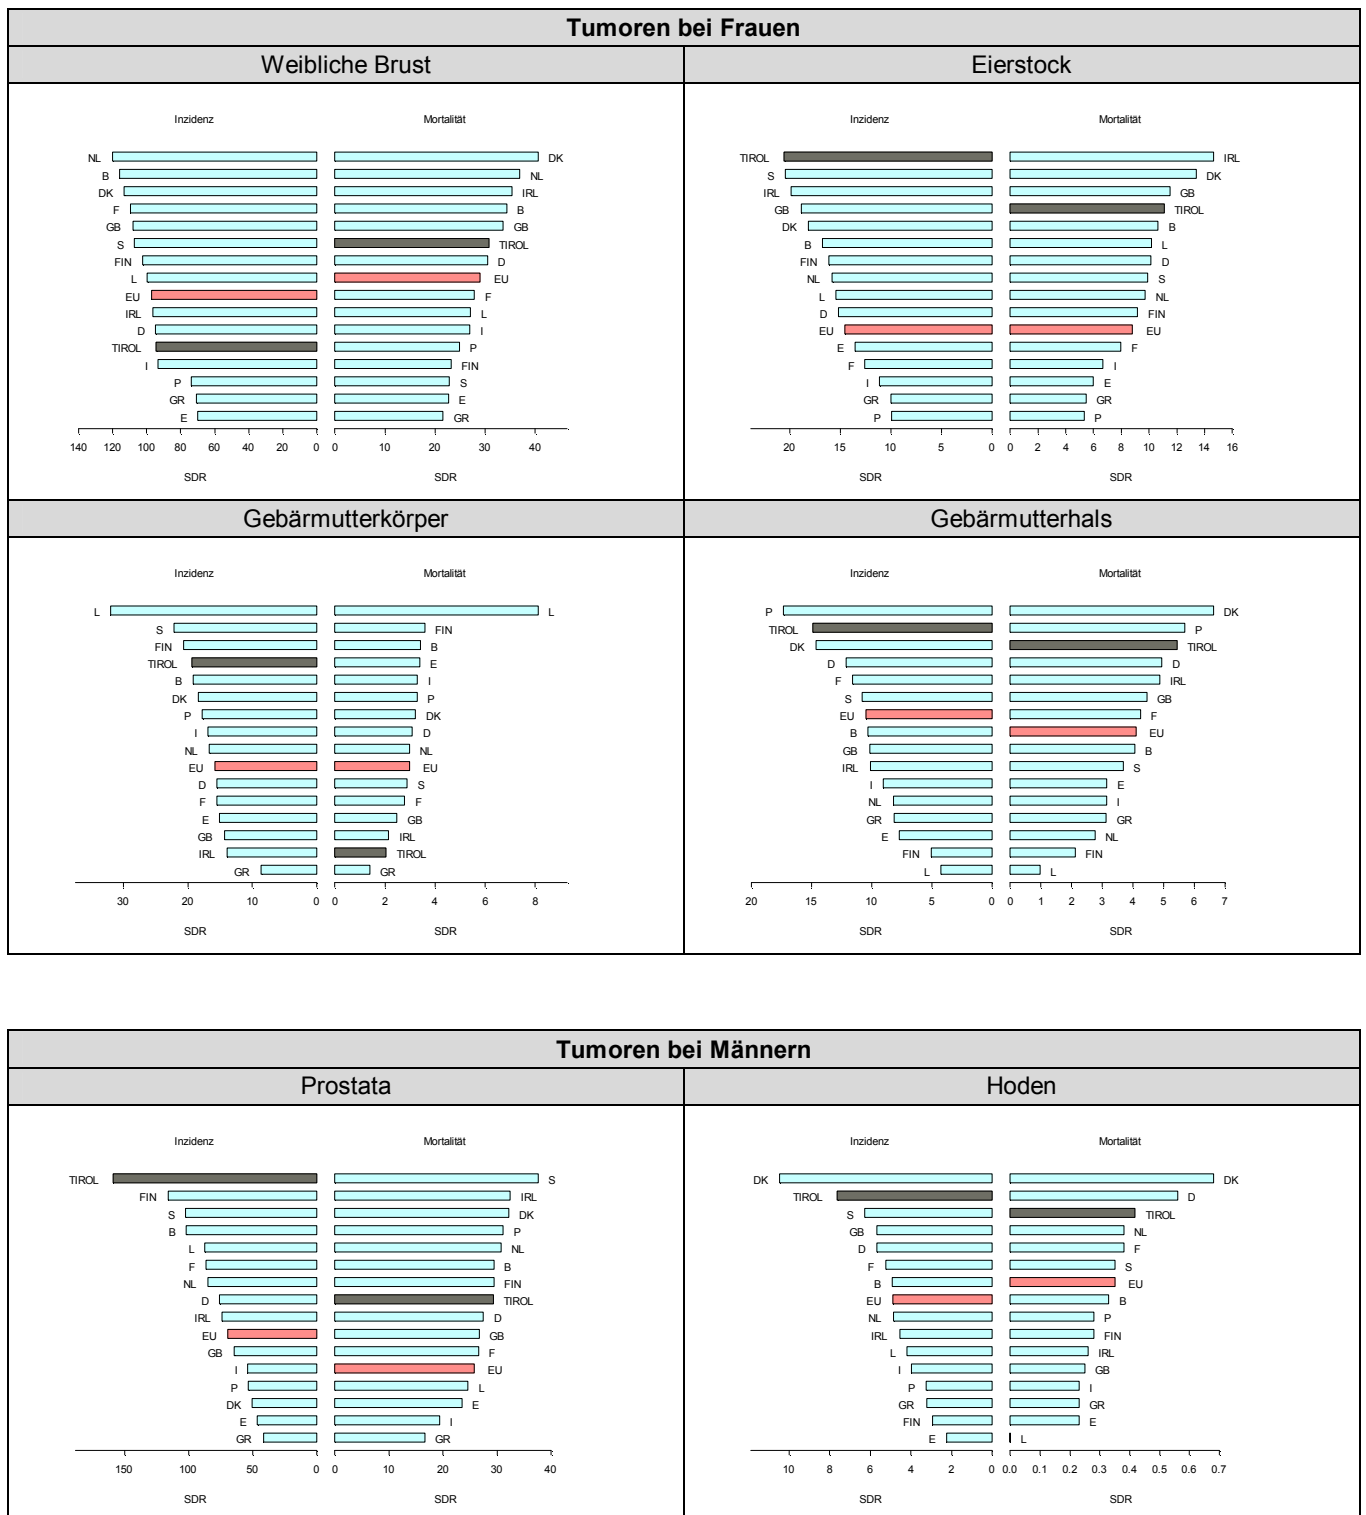 Tumoren bei Frauen
Weibliche Brust
Eierstock
Inzidenz
Mortalität
NL
DK
B
NL
DK
IRL
F
B
GB
GB
S
TIROL
FIN
D
L
EU
EU
F
IRL
L
D
I
TIROL
P
I
FIN
P
S
GR
E
E
GR
140 120 100 80 60 40 20 0
0 10 20 30 40
SDR
SDR
Inzidenz
Mortalität
TIROL
IRL
S
DK
IRL
GB
GB
TIROL
DK
B
B
L
FIN
D
NL
S
L
NL
D
FIN
EU
EU
E
F
F
I
I
E
GR
GR
P
P
20 15 10 5 0
0 2 4 6 8 10 12 14 16
SDR
SDR
Gebärmutterkörper
Gebärmutterhals
Inzidenz
Mortalität
L
L
S
FIN
FIN
B
TIROL
E
B
I
DK
P
P
DK
I
D
NL
NL
EU
EU
D
S
F
F
E
GB
GB
IRL
IRL
TIROL
GR
GR
30 20 10 0
0 2 4 6 8
SDR
SDR
Inzidenz
Mortalität
P
DK
TIROL
P
DK
TIROL
D
D
F
IRL
S
GB
EU
F
B
EU
GB
B
IRL
S
I
E
NL
I
GR
GR
E
NL
FIN
FIN
L
L
20 15 10 5 0
0 1 2 3 4 5 6 7
SDR
SDR
Tumoren bei Männern
Prostata
Hoden
Inzidenz
Mortalität
TIROL
S
FIN
IRL
S
DK
B
P
L
NL
F
B
NL
FIN
D
TIROL
IRL
D
EU
GB
GB
F
I
EU
P
L
DK
E
E
I
GR
GR
150 100 50 0
0 10 20 30 40
SDR
SDR
Inzidenz
Mortalität
DK
DK
TIROL
D
S
TIROL
GB
NL
D
F
F
S
B
EU
EU
B
NL
P
IRL
FIN
L
IRL
I
GB
P
I
GR
GR
FIN
E
E
L
10 8 6 4 2 0
0.0 0.1 0.2 0.3 0.4 0.5 0.6 0.7
SDR
SDR